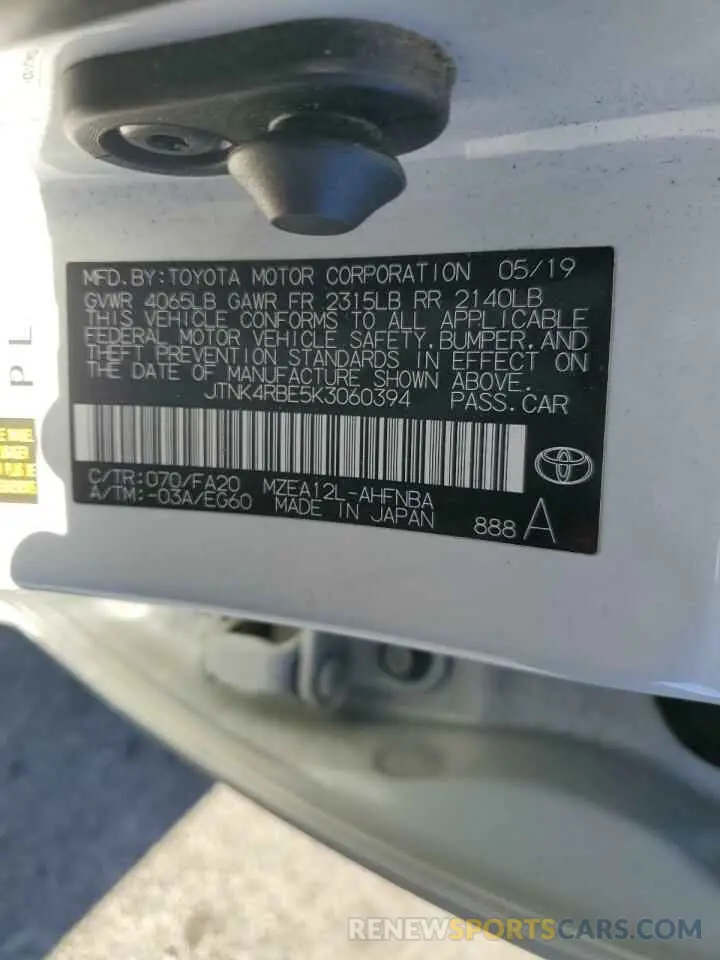 MFD.BY:TOYOTA MOTOR CORPORATION 05/19
GVWR 4065LB GAWR FR 2315LB RR 2140LB
THIS VEHICLE CONFORMS TO ALL APPLICABLE
FEDERAL MOTOR VEHICLE SAFETY,BUMPER,AND
THEFT PREVENTION STANDARDS IN EFFECT ON
THE DATE OF MANUFACTURE SHOWN ABOVE.
JTNK4RBE5K3060394 PASS.CAR
C/TR:070/FA20 MZEA12L-AHFNBA
A/TM:-03A/EG60 MADE IN JAPAN
888 A
P L
RENEWSPORTSCARS.COM